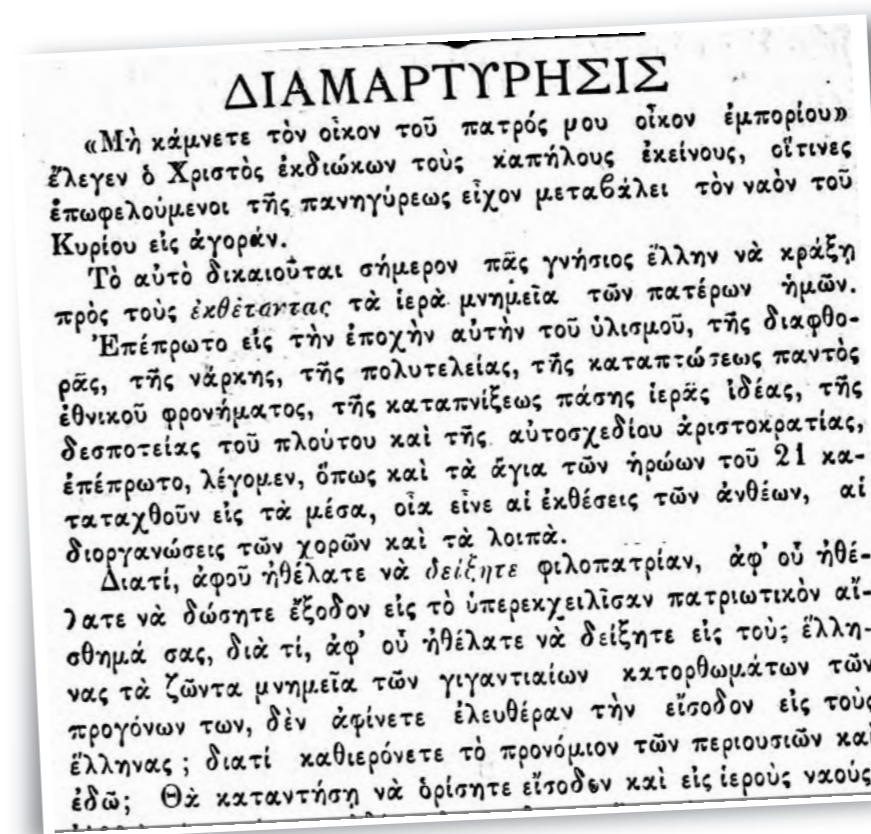 ΔΙΑΜΑΡΤΥΡΗΣΙΣ
«Μὴ κάμνετε τὸν οἶκον τοῦ πατρός μου οἶκον ἐμπορίου»
ἔλεγεν ὁ Χριστὸς ἐκδιώκων τοὺς καπήλους ἐκείνους, οἵτινες
ἐπωφελούμενοι τῆς πανηγύρεως εἶχον μεταβάλει τὸν ναὸν τοῦ
Κυρίου εἰς ἀγοράν.
Τὸ αὐτὸ δικαιοῦται σήμερον πᾶς γνήσιος ἕλλην νὰ κράξῃ
πρὸς τοὺς ἐκθέταντας τὰ ἱερὰ μνημεῖα τῶν πατέρων ἡμῶν.
Ἐπέπρωτο εἰς τὴν ἐποχὴν αὐτὴν τοῦ ὑλισμοῦ, τῆς διαφθο-
ρᾶς, τῆς νάρκης, τῆς πολυτελείας, τῆς καταπτώσεως παντὸς
ἐθνικοῦ φρονήματος, τῆς καταπνίξεως πάσης ἱερᾶς ἰδέας, τῆς
δεσποτείας τοῦ πλούτου καὶ τῆς αὐτοσχεδίου ἀριστοκρατίας,
ἐπέπρωτο, λέγομεν, ὅπως καὶ τὰ ἅγια τῶν ἡρώων τοῦ 21 κα-
ταταχθοῦν εἰς τὰ μέσα, οἷα εἶνε αἱ ἐκθέσεις τῶν ἀνθέων, αἱ
διοργανώσεις τῶν χορῶν καὶ τὰ λοιπὰ.
Διατί, ἀφοῦ ἠθέλατε νὰ δείξητε φιλοπατρίαν, ἀφ' οὗ ἠθέ-
λατε νὰ δώσητε ἔξοδον εἰς τὸ ὑπερεκχειλῖσαν πατριωτικὸν αἴ-
σθημά σας, διὰ τί, ἀφ' οὗ ἠθέλατε νὰ δείξητε εἰς τοὺς ἕλλη-
νας τὰ ζῶντα μνημεῖα τῶν γιγαντιαίων κατορθωμάτων τῶν
προγόνων των, δὲν ἀφίνετε ἐλευθέραν τὴν εἴσοδον εἰς τοὺς
ἕλληνας ; διατί καθιερόνετε τὸ προνόμιον τῶν περιουσιῶν καὶ
ἐδῶ; Θὰ καταντήσῃ νὰ ὁρίσητε εἴσοδον καὶ εἰς ἱεροὺς ναοὺς